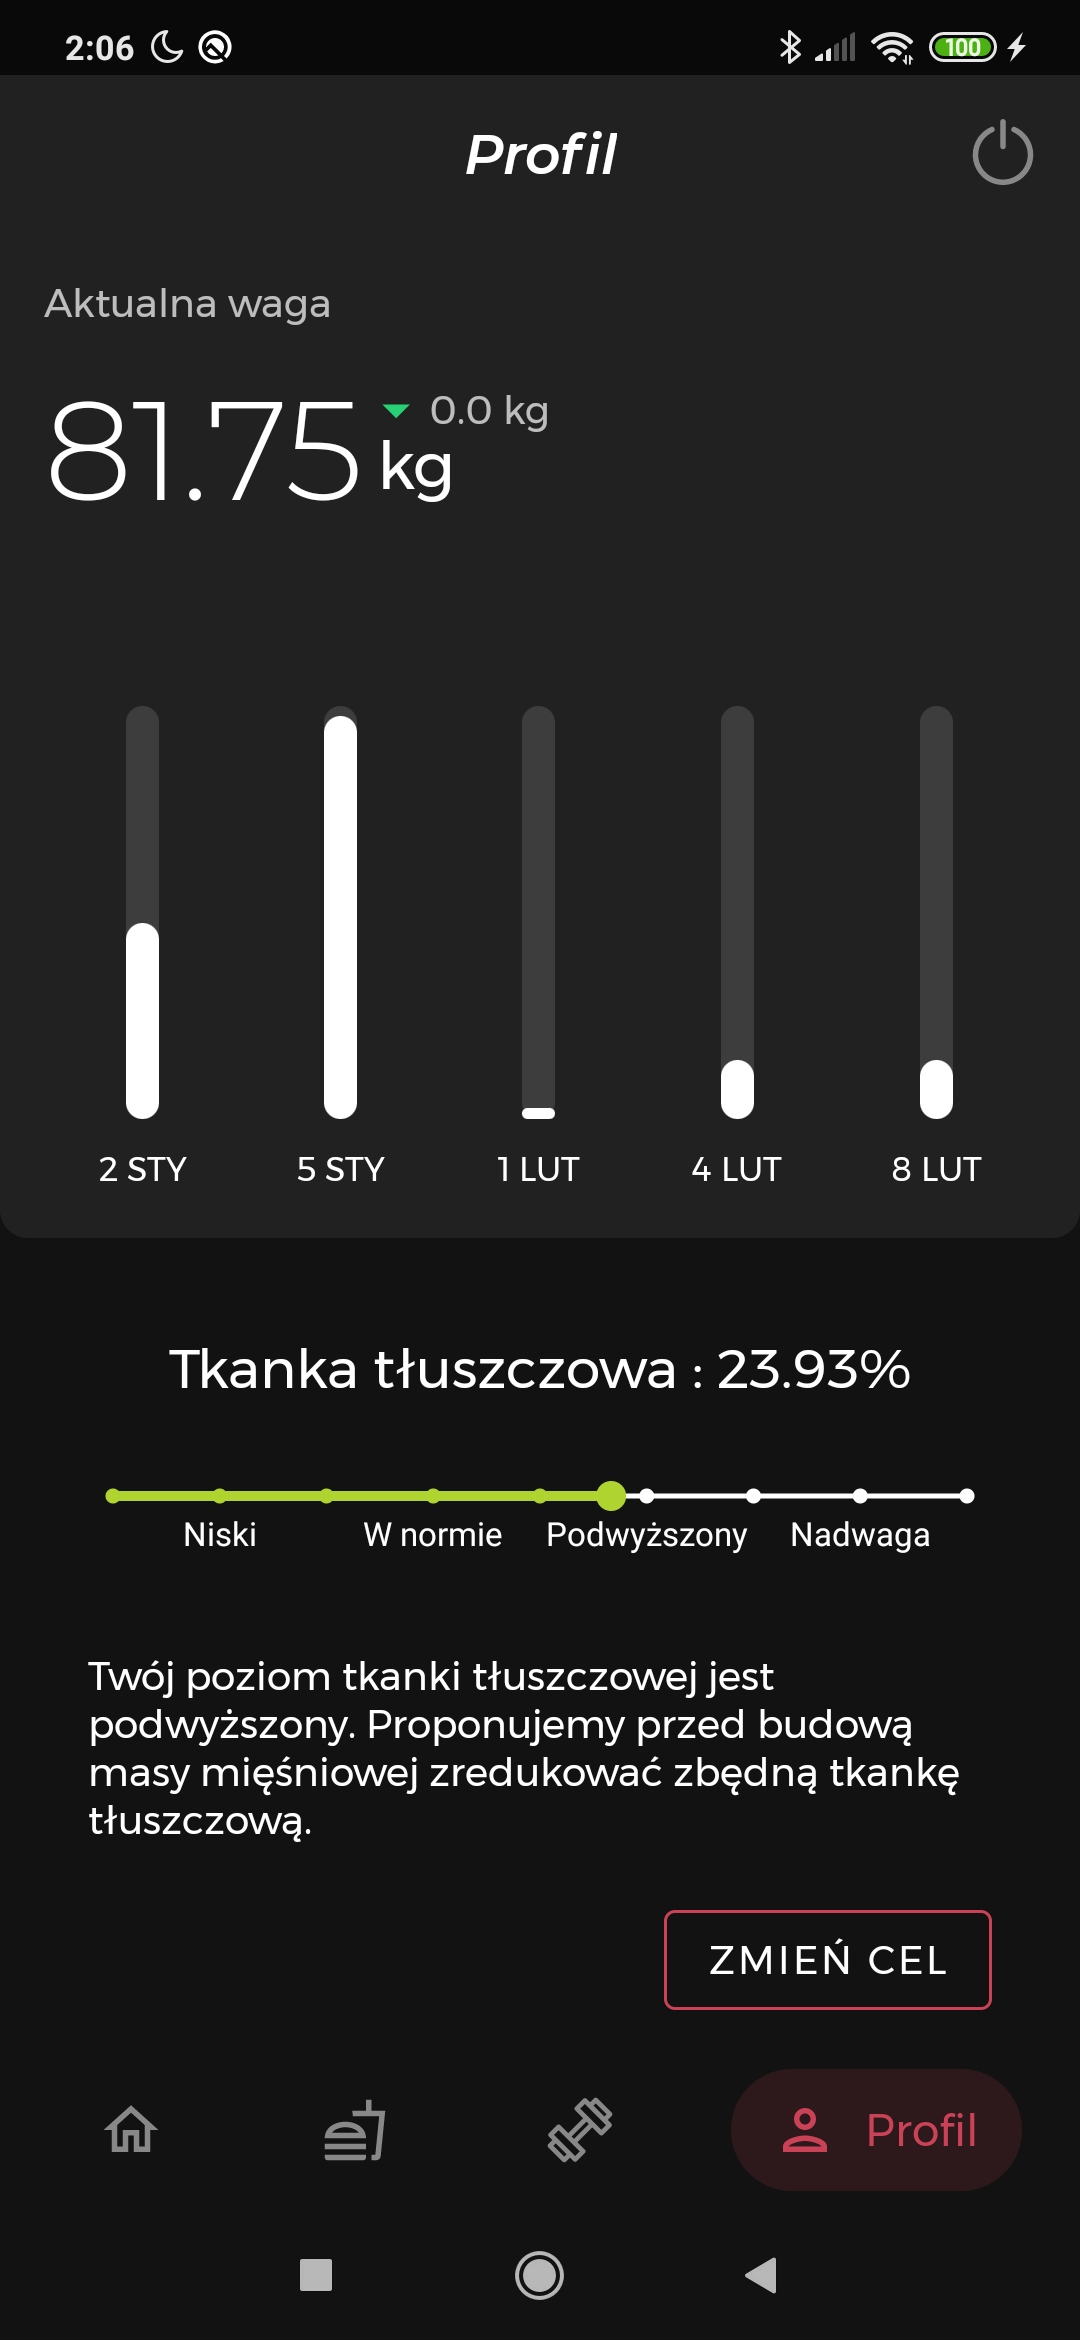 2:06
100
Profil
Aktualna waga
81.75 kg
0.0 kg
2 STY 5 STY 1 LUT 4 LUT 8 LUT
Tkanka tłuszczowa : 23.93%
Niski W normie Podwyższony Nadwaga
Twój poziom tkanki tłuszczowej jest
podwyższony. Proponujemy przed budową
masy mięśniowej zredukować zbędną tkankę
tłuszczową.
ZMIEŃ CEL
Profil